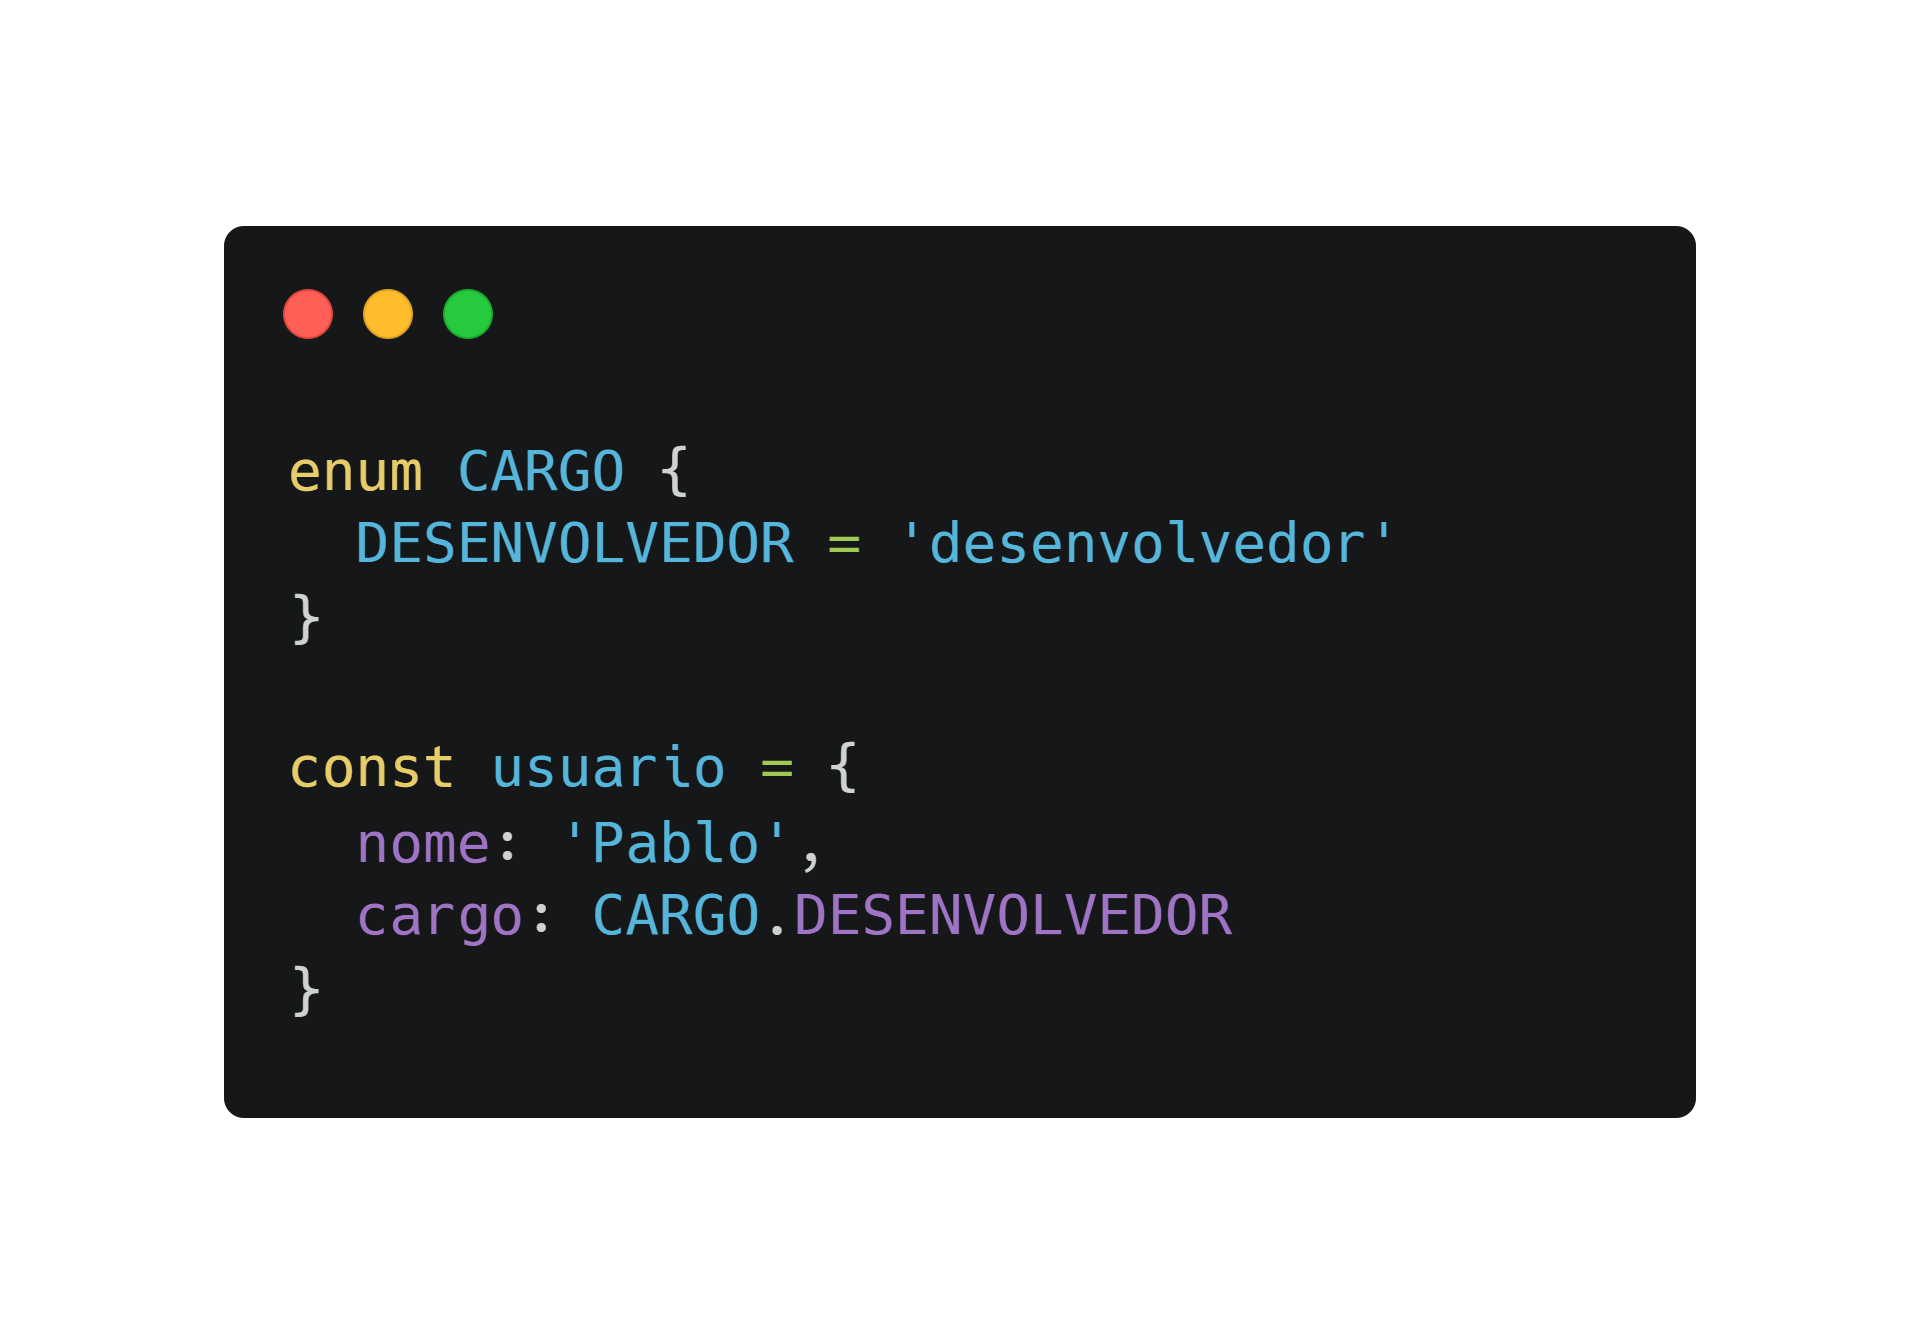 enum CARGO {
  DESENVOLVEDOR = 'desenvolvedor'
}
const usuario = {
  nome: 'Pablo',
  cargo: CARGO.DESENVOLVEDOR
}